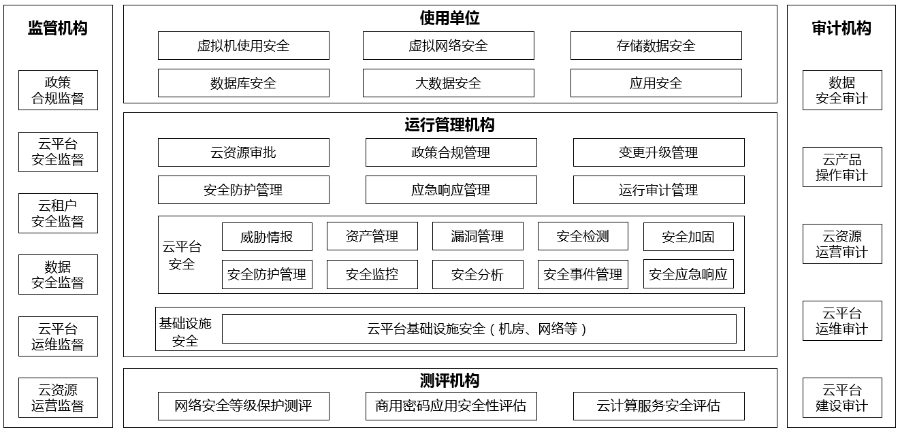 监管机构
政策
合规监督
云平台
安全监督
云租户
安全监督
数据
安全监督
云平台
运维监督
云资源
运营监督
使用单位
虚拟机使用安全
虚拟网络安全
存储数据安全
数据库安全
大数据安全
应用安全
运行管理机构
云资源审批
政策合规管理
变更升级管理
安全防护管理
应急响应管理
运行审计管理
云平台
安全
威胁情报
资产管理
漏洞管理
安全检测
安全加固
安全防护管理
安全监控
安全分析
安全事件管理
安全应急响应
基础设施
安全
云平台基础设施安全（机房、网络等）
测评机构
网络安全等级保护测评
商用密码应用安全性评估
云计算服务安全评估
审计机构
数据
安全审计
云产品
操作审计
云资源
运营审计
云平台
运维审计
云平台
建设审计